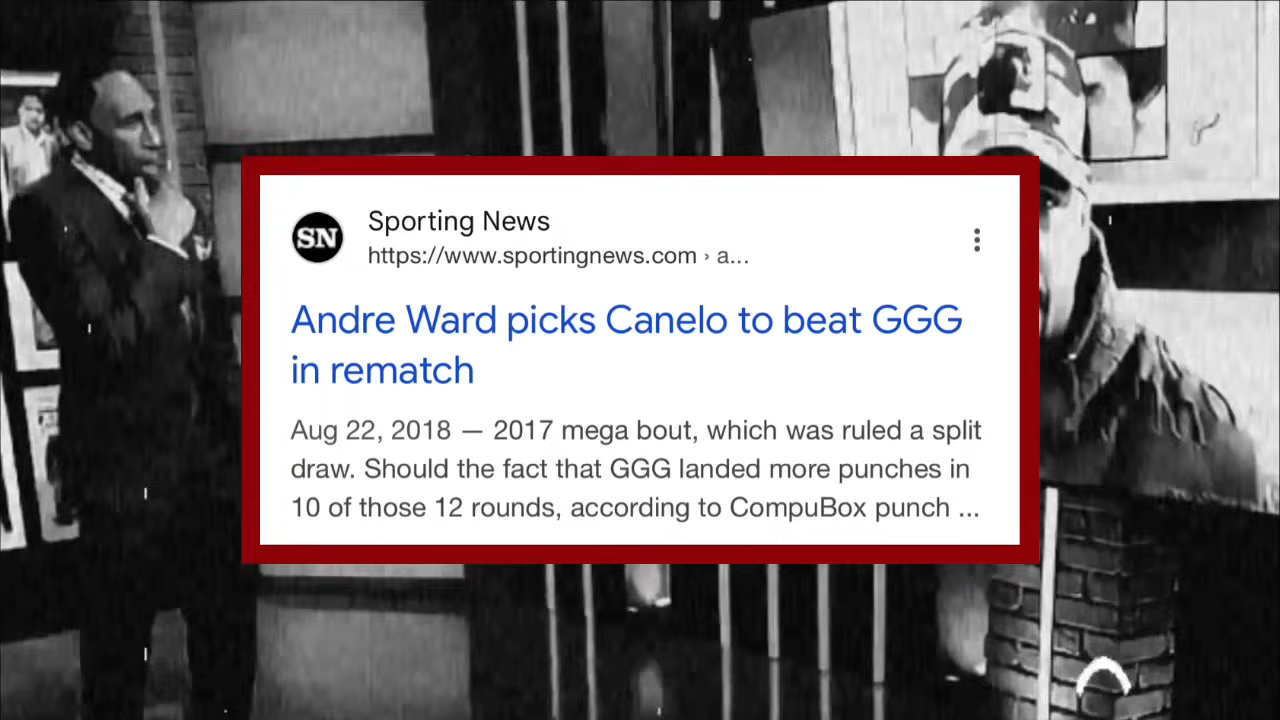 SN
Sporting News
https://www.sportingnews.com › a...
Andre Ward picks Canelo to beat GGG
in rematch
Aug 22, 2018 — 2017 mega bout, which was ruled a split
draw. Should the fact that GGG landed more punches in
10 of those 12 rounds, according to CompuBox punch ...